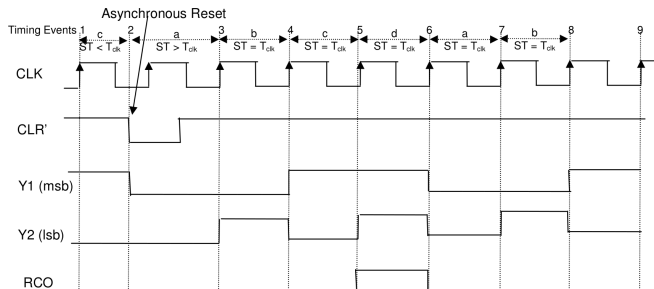 Asynchronous Reset
Timing Events 1 2 3 4 5 6 7 8 9
c a b c d a b
ST < Tclk ST > Tclk ST = Tclk ST = Tclk ST = Tclk ST = Tclk ST = Tclk
CLK
CLR'
Y1 (msb)
Y2 (lsb)
RCO